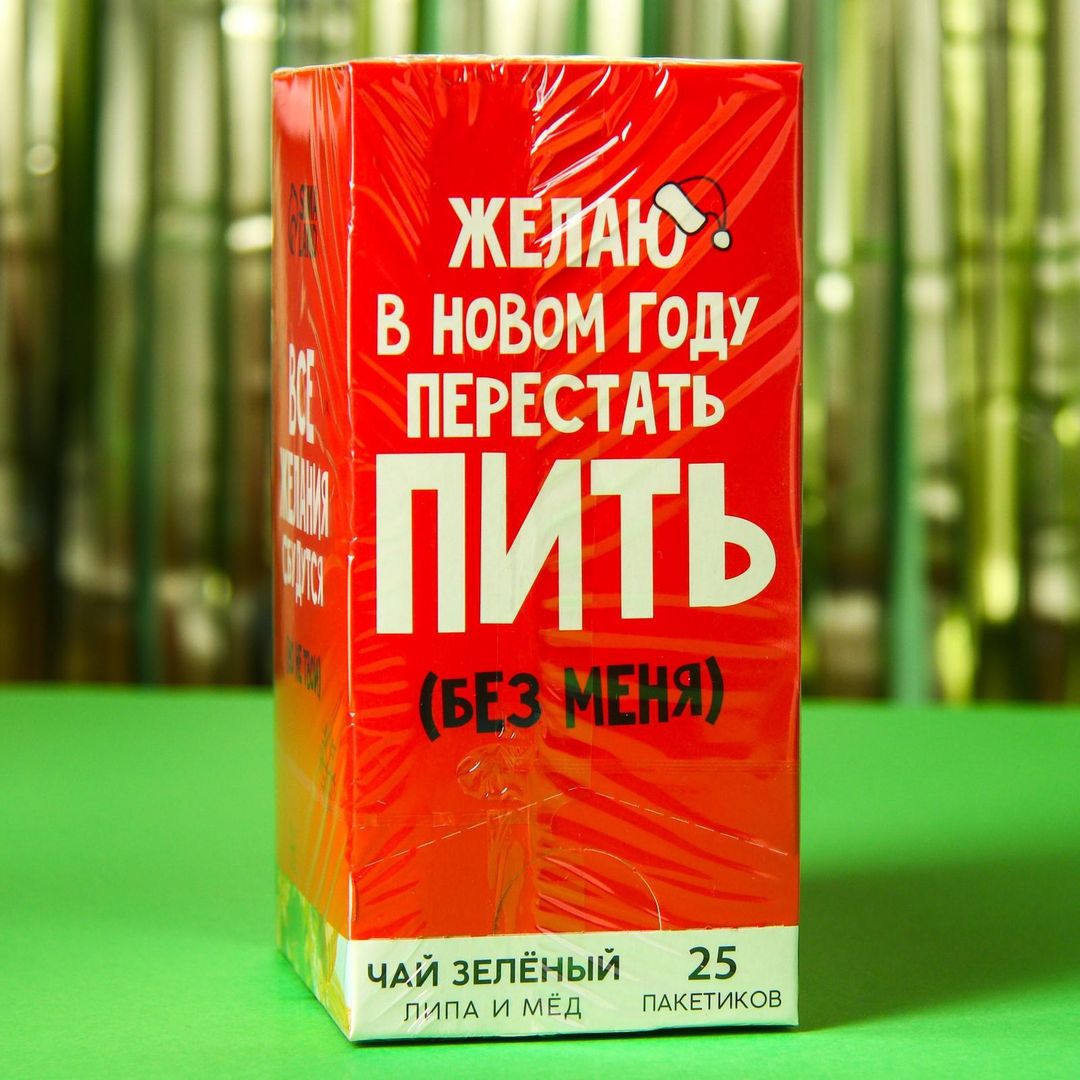 ЖЕЛАЮ
В НОВОМ ГОДУ
ПЕРЕСТАТЬ
ПИТЬ
(БЕЗ МЕНЯ)
ЧАЙ ЗЕЛЁНЫЙ
ЛИПА И МЁД
25
ПАКЕТИКОВ
ВСЕ
ЖЕЛАНИЯ
СБУДУТСЯ